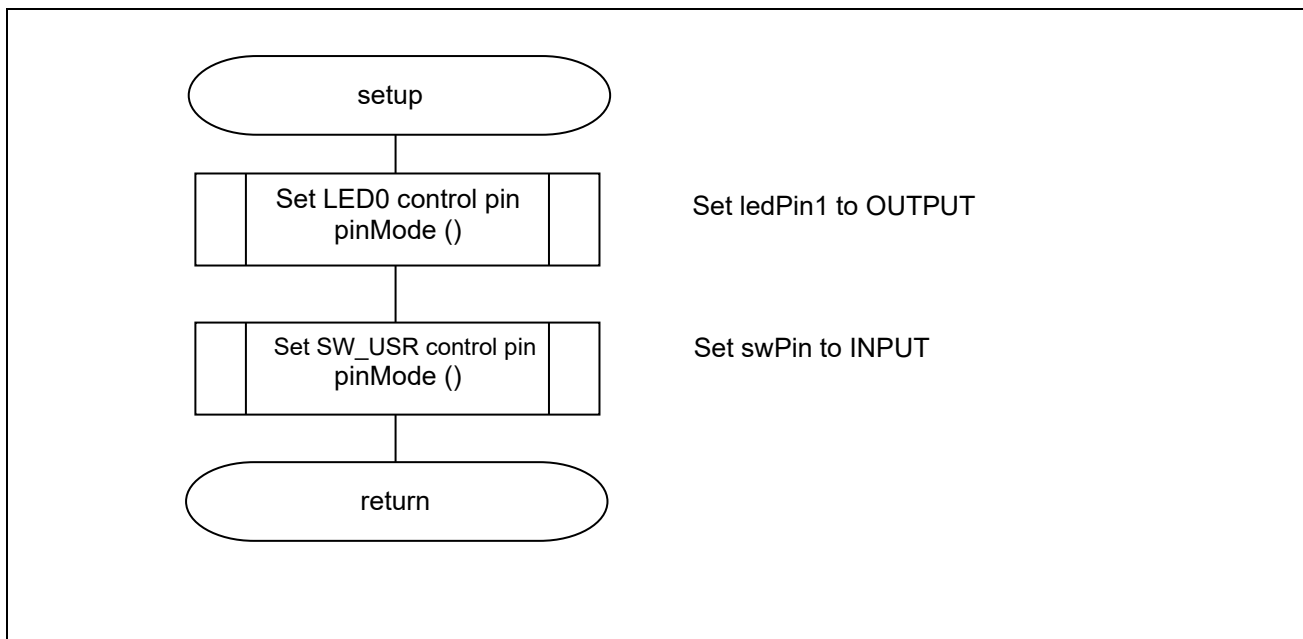 setup
Set LED0 control pin
pinMode ()
Set ledPin1 to OUTPUT
Set SW_USR control pin
pinMode ()
Set swPin to INPUT
return